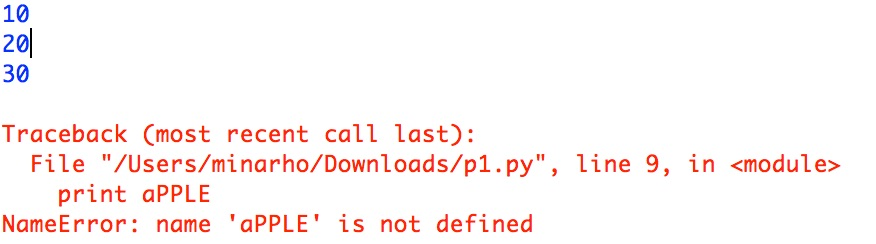 10
20
30
Traceback (most recent call last):
  File "/Users/minarho/Downloads/p1.py", line 9, in <module>
    print aPPLE
NameError: name 'aPPLE' is not defined